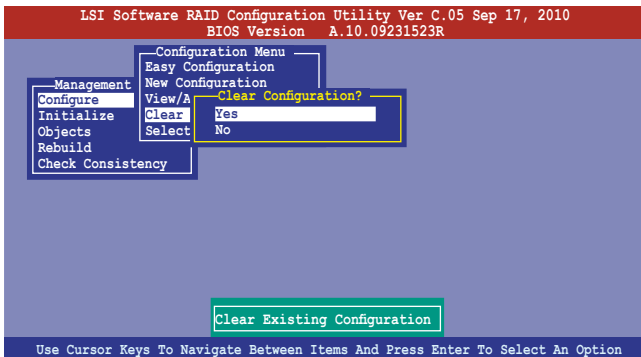 LSI Software RAID Configuration Utility Ver C.05 Sep 17, 2010
BIOS Version A.10.09231523R
Configuration Menu
Easy Configuration
New Configuration
View/A
Clear
Select
Management
Configure
Initialize
Objects
Rebuild
Check Consistency
Clear Configuration?
Yes
No
Clear Existing Configuration
Use Cursor Keys To Navigate Between Items And Press Enter To Select An Option